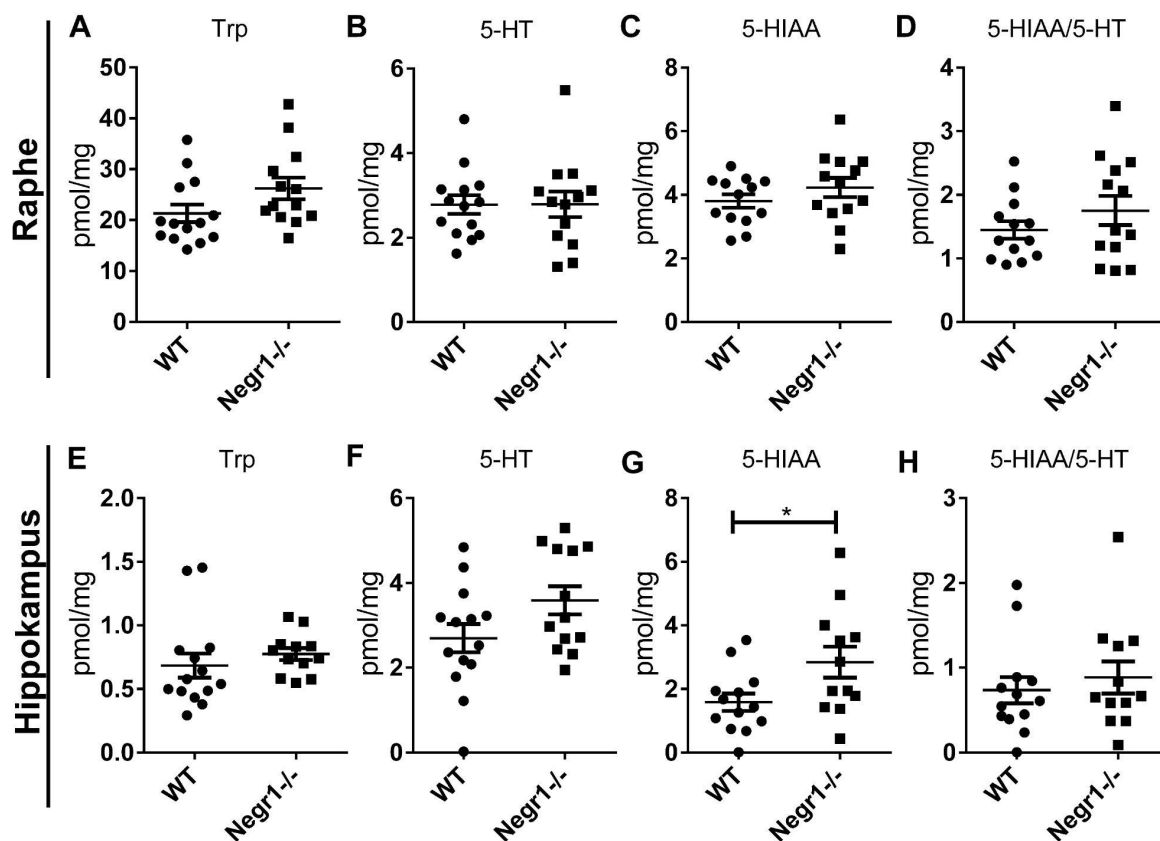 Raphe
A Trp
pmol/mg
50
40
30
20
10
0
WT
Negr1-/-
B 5-HT
pmol/mg
6
4
2
0
WT
Negr1-/-
C 5-HIAA
pmol/mg
8
6
4
2
0
WT
Negr1-/-
D 5-HIAA/5-HT
pmol/mg
4
3
2
1
0
WT
Negr1-/-
Hippokampus
E Trp
pmol/mg
2.0
1.5
1.0
0.5
0.0
WT
Negr1-/-
F 5-HT
pmol/mg
6
4
2
0
WT
Negr1-/-
G 5-HIAA
pmol/mg
8
6
4
2
0
*
WT
Negr1-/-
H 5-HIAA/5-HT
pmol/mg
3
2
1
0
WT
Negr1-/-